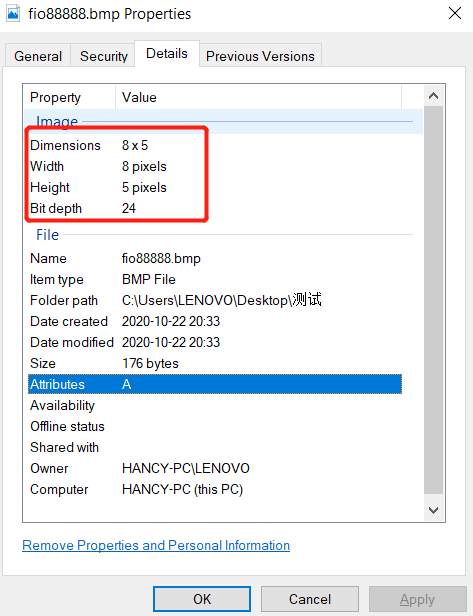 fio88888.bmp Properties
General Security Details Previous Versions
Property Value
Image
Dimensions 8 x 5
Width 8 pixels
Height 5 pixels
Bit depth 24
File
Name fio88888.bmp
Item type BMP File
Folder path C:\Users\LENOVO\Desktop\测试
Date created 2020-10-22 20:33
Date modified 2020-10-22 20:33
Size 176 bytes
Attributes A
Availability
Offline status
Shared with
Owner HANCY-PC\LENOVO
Computer HANCY-PC (this PC)
Remove Properties and Personal Information
OK Cancel Apply